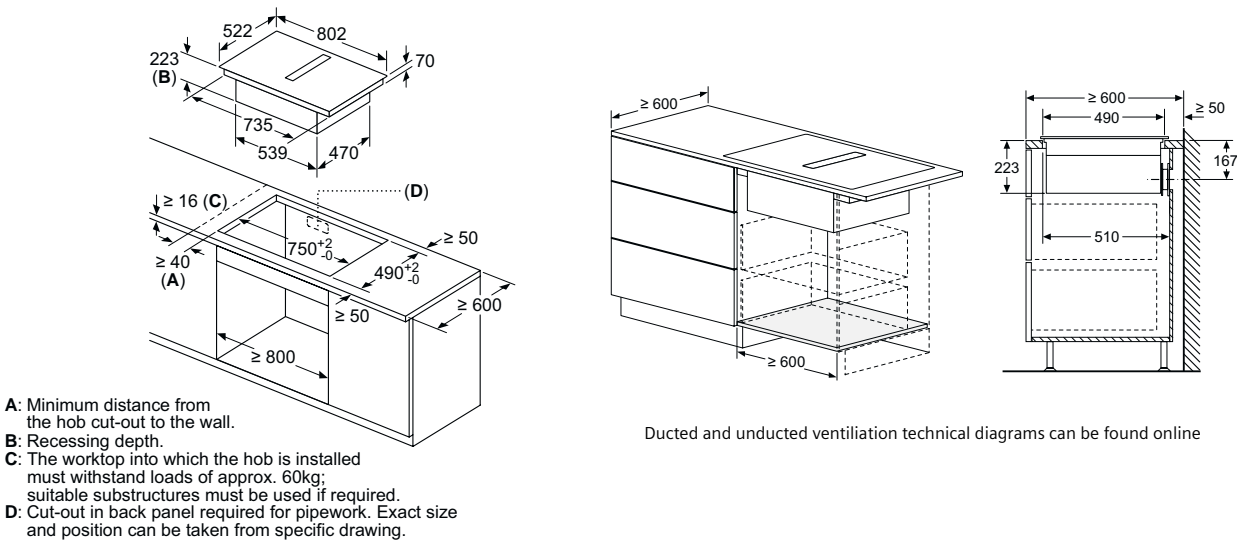 522
802
223
(B)
70
735
539
470
(D)
≥ 16 (C)
≥ 50
750+2-0
490+2-0
≥ 40
(A)
≥ 50
≥ 600
≥ 800
A: Minimum distance from
the hob cut-out to the wall.
B: Recessing depth.
C: The worktop into which the hob is installed
must withstand loads of approx. 60kg;
suitable substructures must be used if required.
D: Cut-out in back panel required for pipework. Exact size
and position can be taken from specific drawing.
≥ 600
≥ 600
≥ 600
≥ 50
490
223
167
510
Ducted and unducted ventiliation technical diagrams can be found online